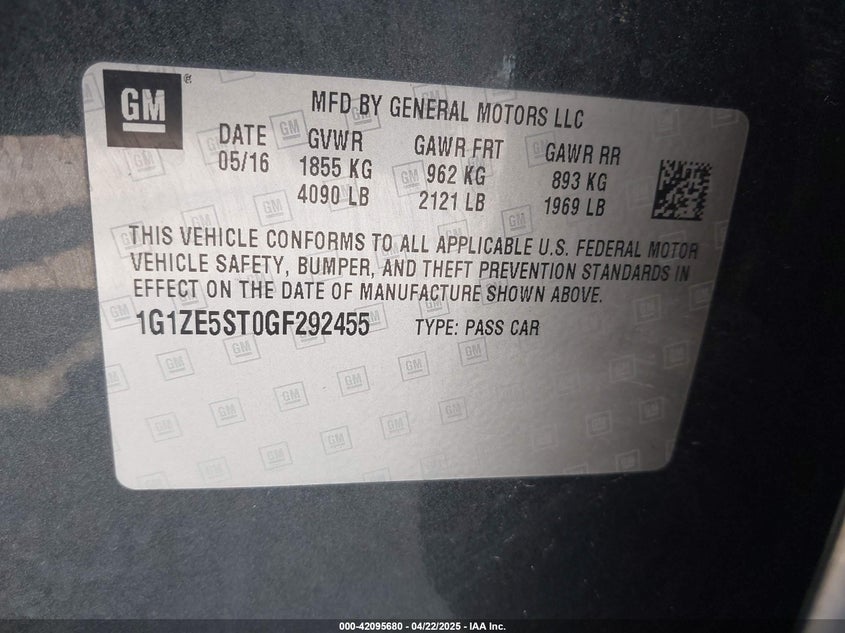 GM
MFD BY GENERAL MOTORS LLC
DATE GVWR GAWR FRT GAWR RR
05/16 1855 KG 962 KG 893 KG
4090 LB 2121 LB 1969 LB
THIS VEHICLE CONFORMS TO ALL APPLICABLE U.S. FEDERAL MOTOR
VEHICLE SAFETY, BUMPER, AND THEFT PREVENTION STANDARDS IN
EFFECT ON THE DATE OF MANUFACTURE SHOWN ABOVE.
1G1ZE5ST0GF292455 TYPE: PASS CAR
000-42095680 / 04/22/2025 - IAA Inc.